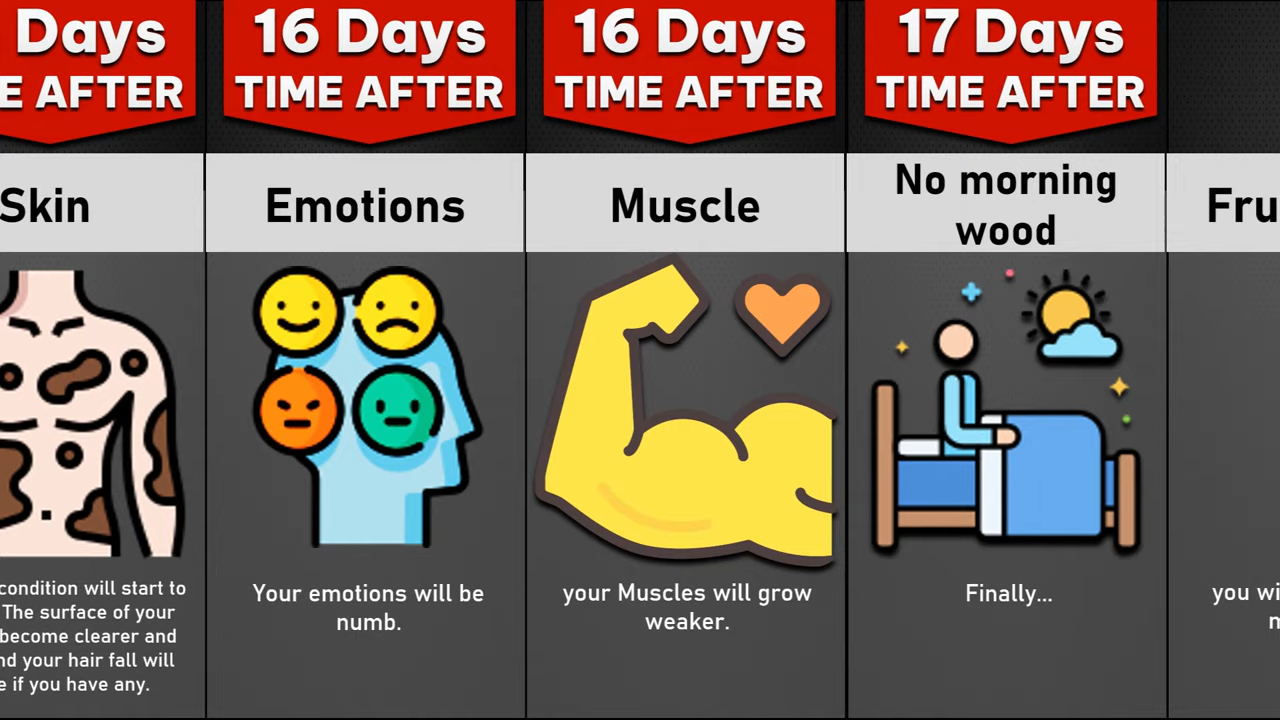 Days
E AFTER
Skin
condition will start to
The surface of your
become clearer and
nd your hair fall will
e if you have any.
16 Days
TIME AFTER
Emotions
Your emotions will be
numb.
16 Days
TIME AFTER
Muscle
your Muscles will grow
weaker.
17 Days
TIME AFTER
No morning
wood
Finally...
Fru
you wi